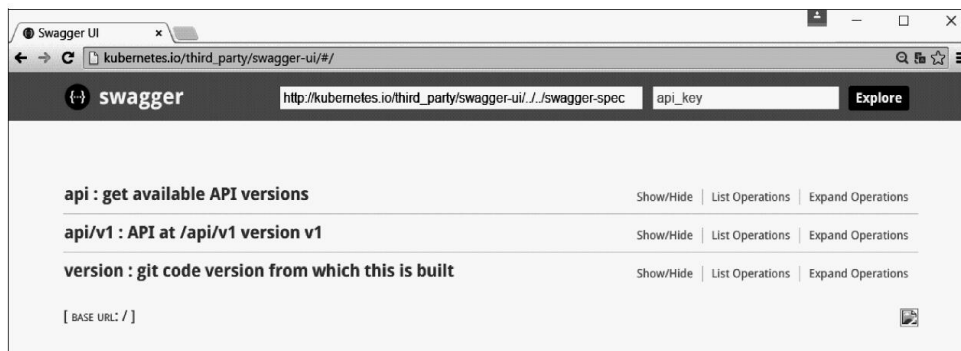 Swagger UI
kubernetes.io/third_party/swagger-ui/#/
swagger
http://kubernetes.io/third_party/swagger-ui/../../swagger-spec
api_key
Explore
api : get available API versions
Show/Hide | List Operations | Expand Operations
api/v1 : API at /api/v1 version v1
Show/Hide | List Operations | Expand Operations
version : git code version from which this is built
Show/Hide | List Operations | Expand Operations
[ BASE URL: / ]